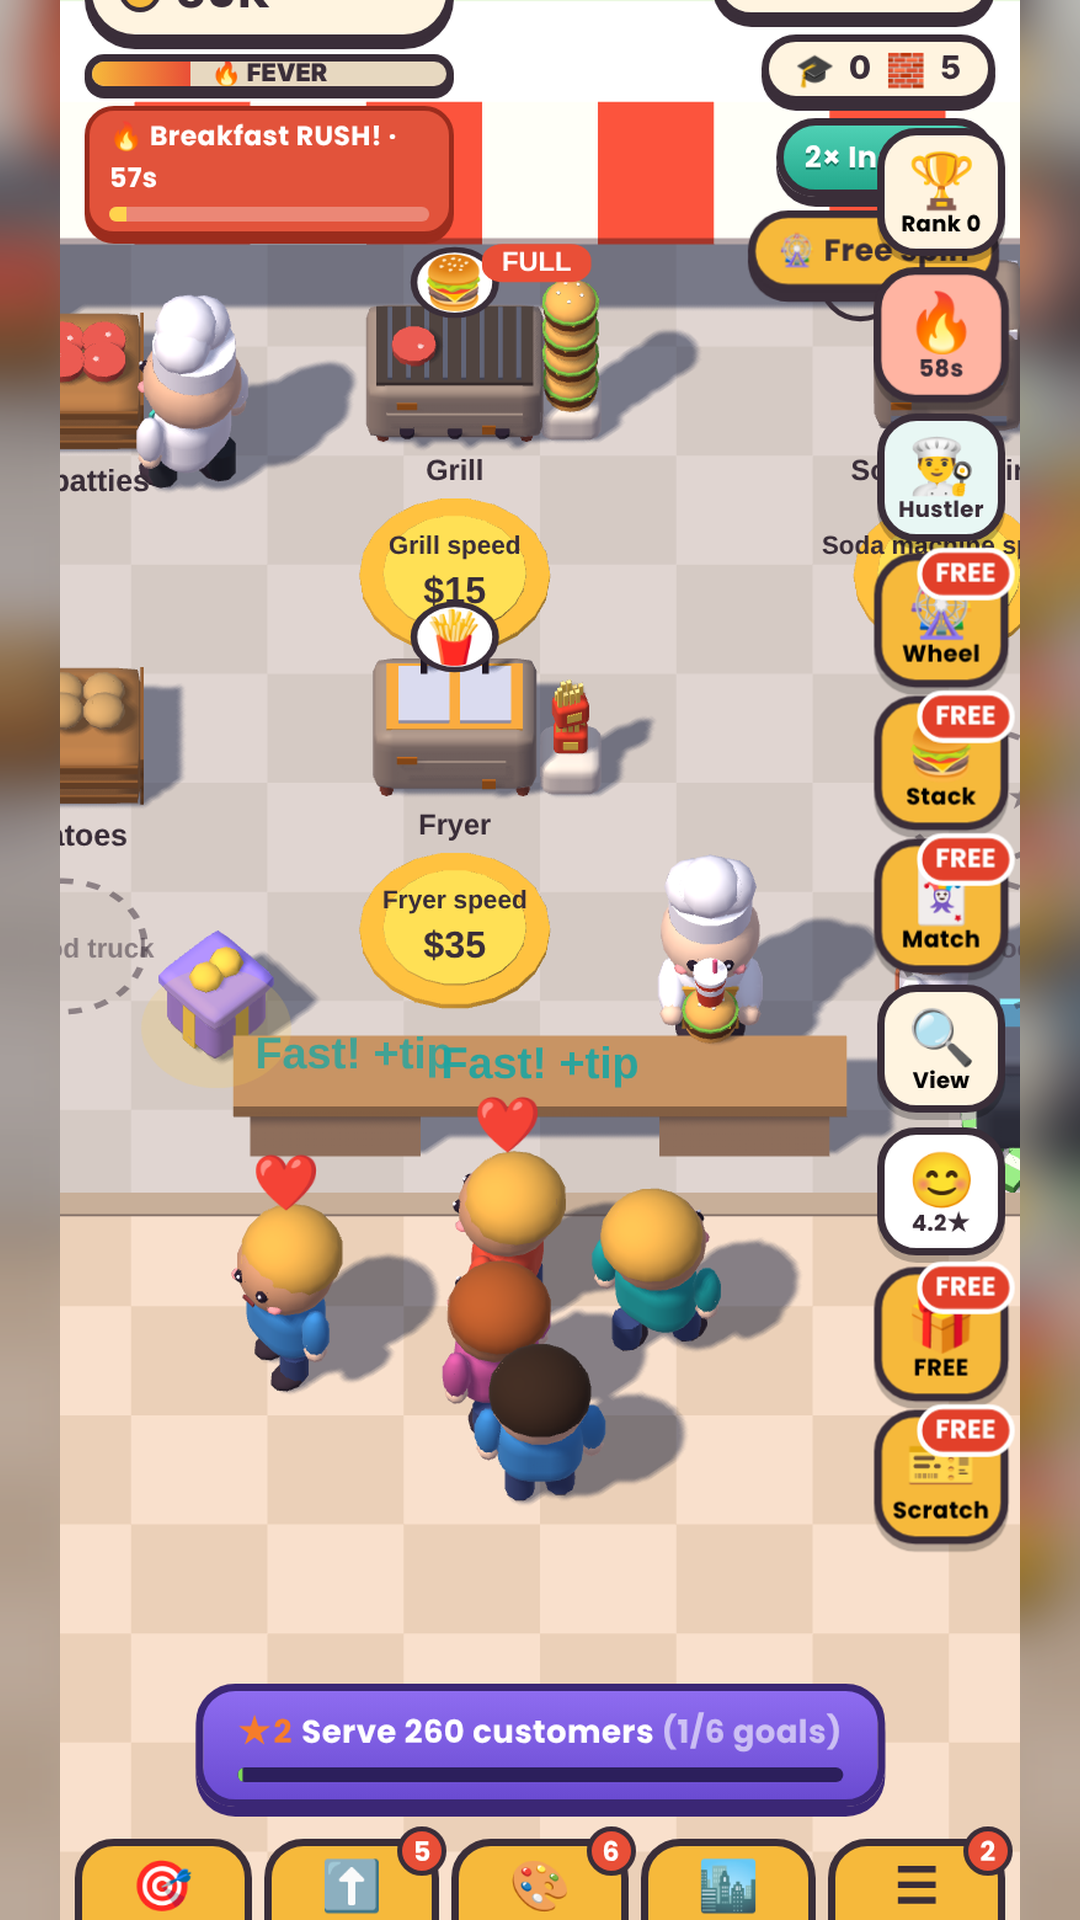 FEVER
0
5
Breakfast RUSH! ·
57s
2× In
Rank 0
Free
FULL
58s
patties
Grill
Hustler
Grill speed
$15
Soda machine
FREE
Wheel
FREE
Stack
Fryer
FREE
Match
Fryer speed
$35
truck
Fast! +tip
Fast! +tip
View
4.2★
FREE
FREE
FREE
Scratch
★2 Serve 260 customers (1/6 goals)
5
6
2